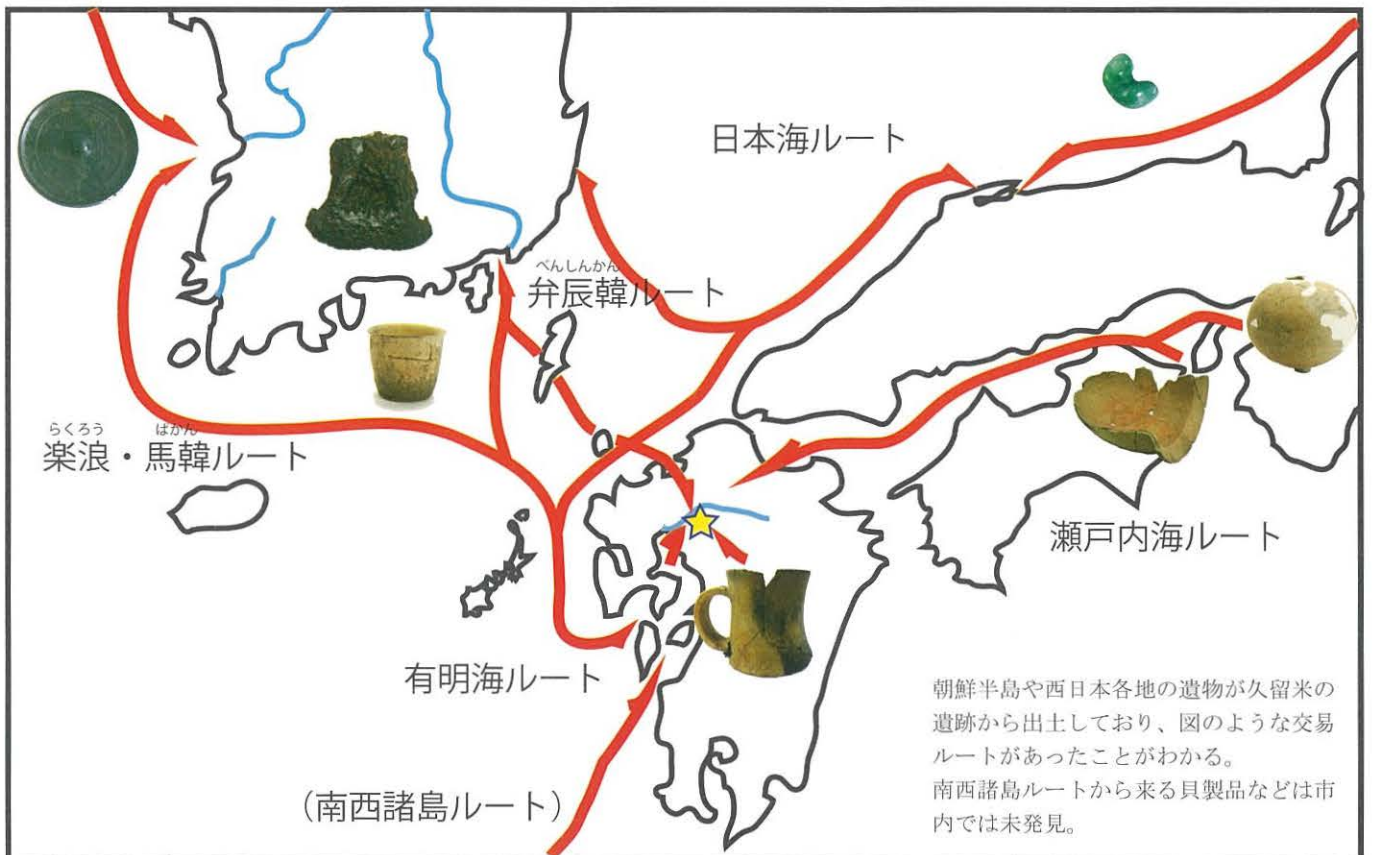 日本海ルート
べんしんかん
弁辰韓ルート
らくろう はかん
楽浪・馬韓ルート
瀬戸内海ルート
有明海ルート
(南西諸島ルート)
朝鮮半島や西日本各地の遺物が久留米の
遺跡から出土しており、図のような交易
ルートがあったことがわかる。
南西諸島ルートから来る貝製品などは市
内では未発見。